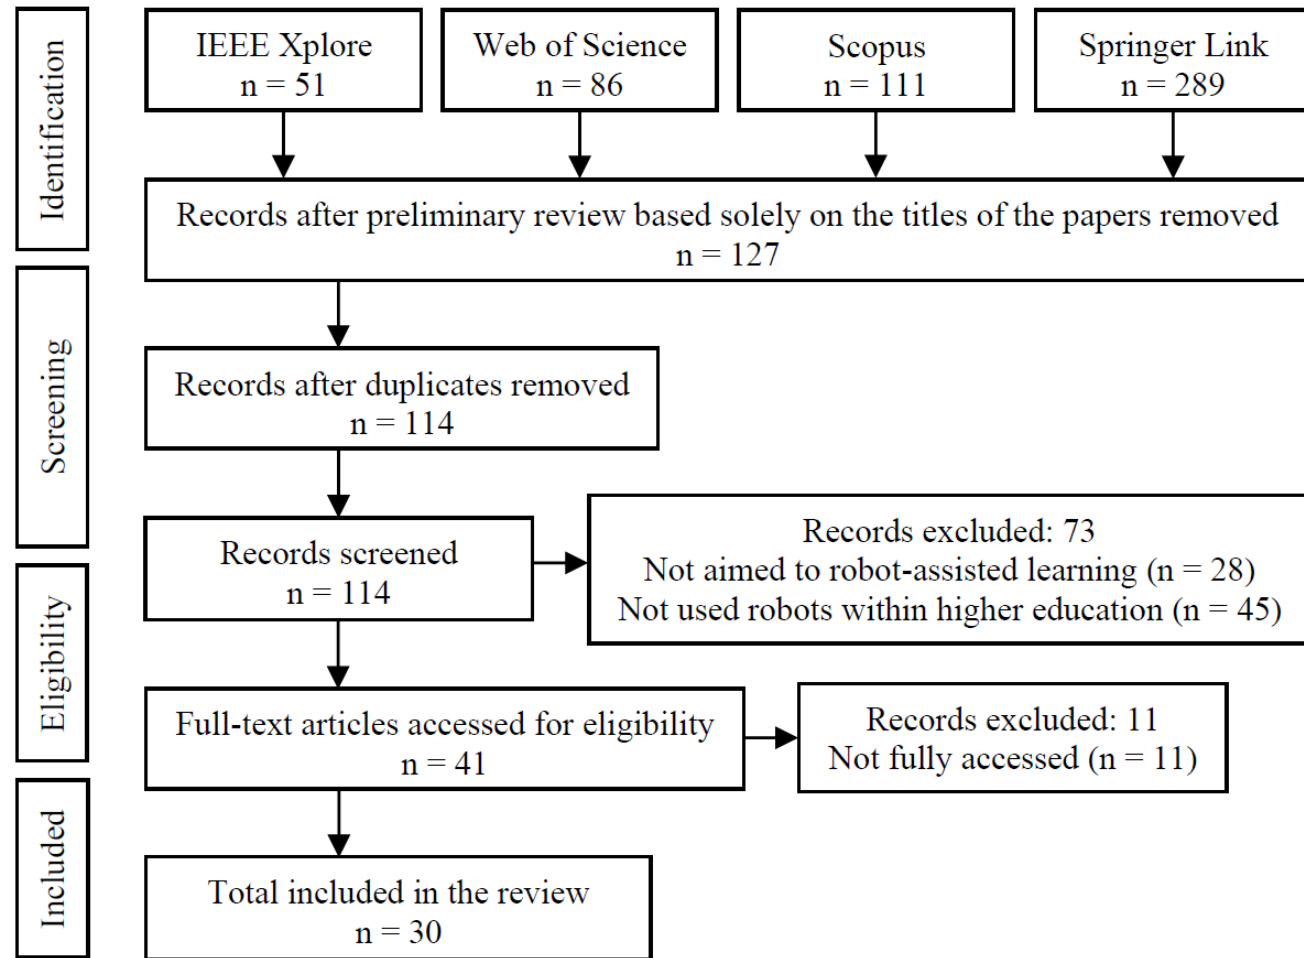 Identification
IEEE Xplore
n = 51
Web of Science
n = 86
Scopus
n = 111
Springer Link
n = 289
Records after preliminary review based solely on the titles of the papers removed
n = 127
Screening
Records after duplicates removed
n = 114
Records screened
n = 114
Records excluded: 73
Not aimed to robot-assisted learning (n = 28)
Not used robots within higher education (n = 45)
Eligibility
Full-text articles accessed for eligibility
n = 41
Records excluded: 11
Not fully accessed (n = 11)
Included
Total included in the review
n = 30